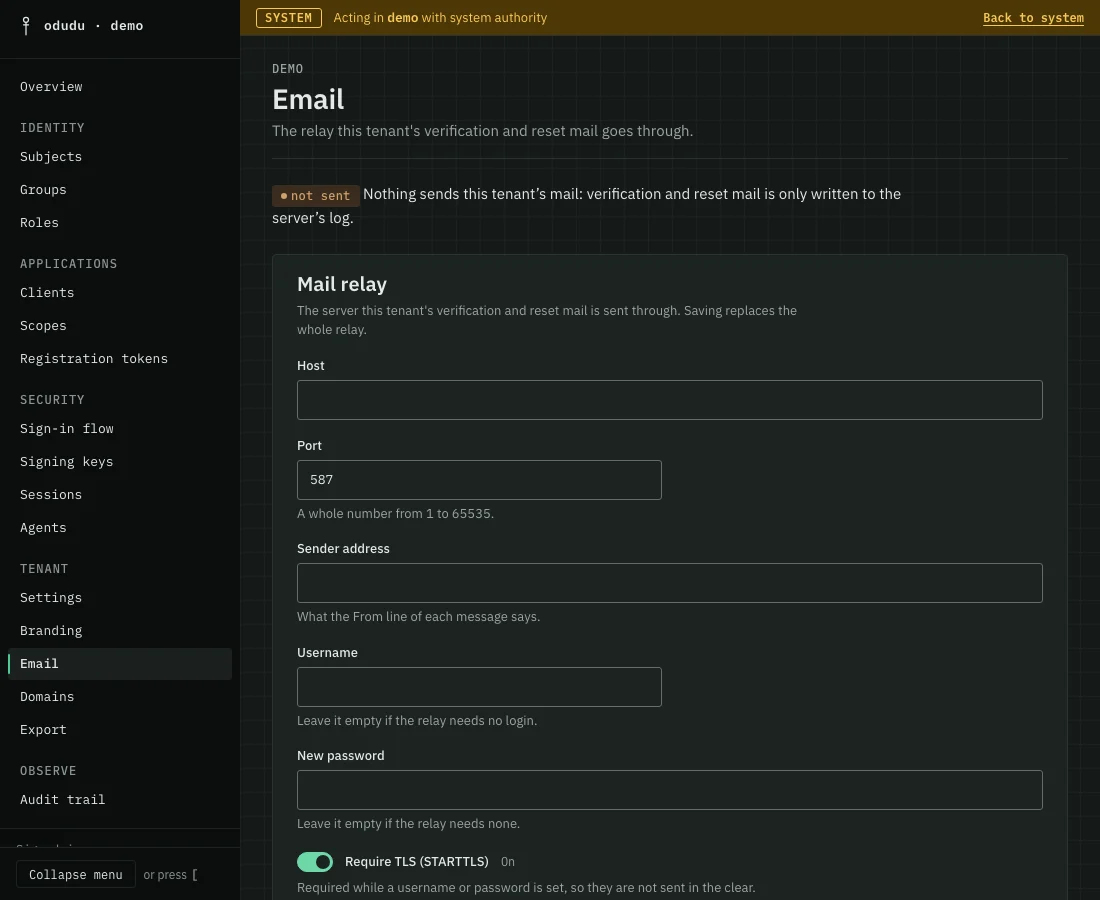 odudu · demo
Overview
IDENTITY
Subjects
Groups
Roles
APPLICATIONS
Clients
Scopes
Registration tokens
SECURITY
Sign-in flow
Signing keys
Sessions
Agents
TENANT
Settings
Branding
Email
Domains
Export
OBSERVE
Audit trail
Collapse menu or press [
SYSTEM Acting in demo with system authority Back to system
DEMO
Email
The relay this tenant's verification and reset mail goes through.
not sent Nothing sends this tenant’s mail: verification and reset mail is only written to the
server’s log.
Mail relay
The server this tenant's verification and reset mail is sent through. Saving replaces the
whole relay.
Host
Port
587
A whole number from 1 to 65535.
Sender address
What the From line of each message says.
Username
Leave it empty if the relay needs no login.
New password
Leave it empty if the relay needs none.
Require TLS (STARTTLS) On
Required while a username or password is set, so they are not sent in the clear.